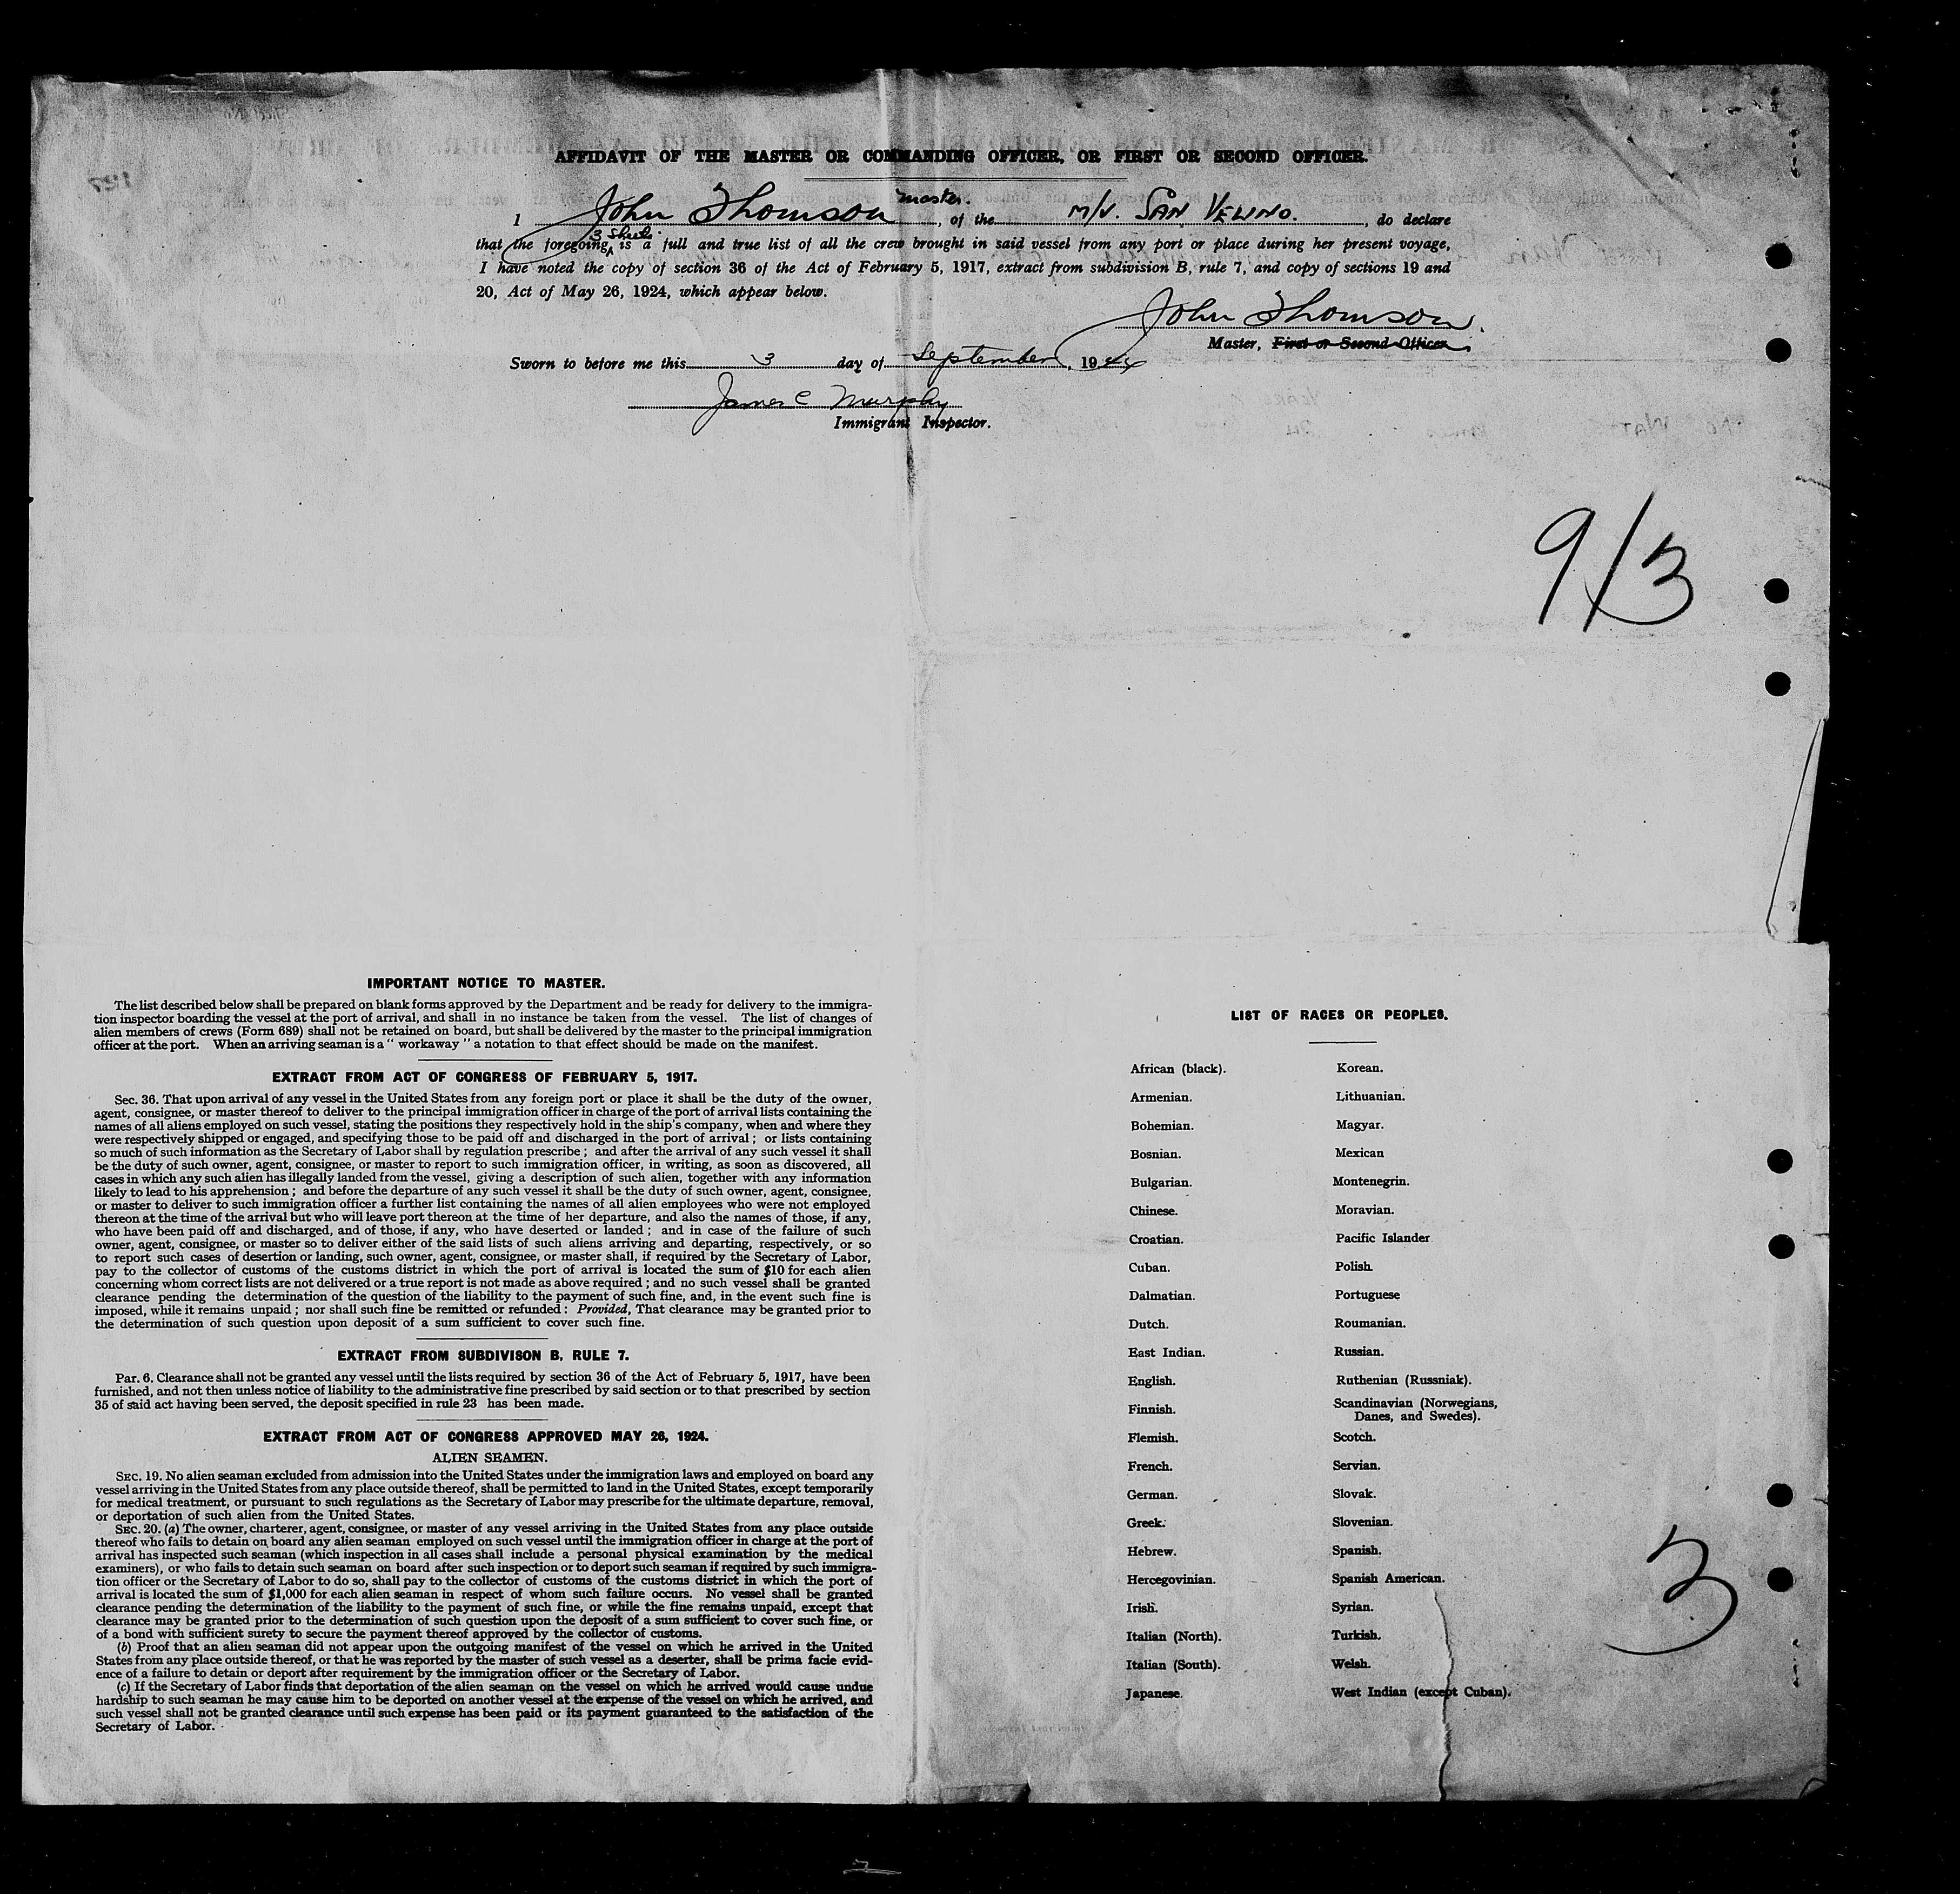 AFFIDAVIT OF THE MASTER OR COMMANDING OFFICER, OR FIRST OR SECOND OFFICER.
I John Thomson master. , of the M/V. SAN VELINO. , do declare
that the foregoing 3 sheets is a full and true list of all the crew brought in said vessel from any port or place during her present voyage,
I have noted the copy of section 36 of the Act of February 5, 1917, extract from subdivision B, rule 7, and copy of sections 19 and
20, Act of May 26, 1924, which appear below.
John Thomson.
Master, First or Second Officer.
Sworn to before me this 3 day of September, 1944
James C Murphy
Immigrant Inspector.
9/3
IMPORTANT NOTICE TO MASTER.
The list described below shall be prepared on blank forms approved by the Department and be ready for delivery to the immigra-
tion inspector boarding the vessel at the port of arrival, and shall in no instance be taken from the vessel. The list of changes of
alien members of crews (Form 689) shall not be retained on board, but shall be delivered by the master to the principal immigration
officer at the port. When an arriving seaman is a " workaway " a notation to that effect should be made on the manifest.
EXTRACT FROM ACT OF CONGRESS OF FEBRUARY 5, 1917.
Sec. 36. That upon arrival of any vessel in the United States from any foreign port or place it shall be the duty of the owner,
agent, consignee, or master thereof to deliver to the principal immigration officer in charge of the port of arrival lists containing the
names of all aliens employed on such vessel, stating the positions they respectively hold in the ship's company, when and where they
were respectively shipped or engaged, and specifying those to be paid off and discharged in the port of arrival ; or lists containing
so much of such information as the Secretary of Labor shall by regulation prescribe ; and after the arrival of any such vessel it shall
be the duty of such owner, agent, consignee, or master to report to such immigration officer, in writing, as soon as discovered, all
cases in which any such alien has illegally landed from the vessel, giving a description of such alien, together with any information
likely to lead to his apprehension ; and before the departure of any such vessel it shall be the duty of such owner, agent, consignee,
or master to deliver to such immigration officer a further list containing the names of all alien employees who were not employed
thereon at the time of the arrival but who will leave port thereon at the time of her departure, and also the names of those, if any,
who have been paid off and discharged, and of those, if any, who have deserted or landed ; and in case of the failure of such
owner, agent, consignee, or master so to deliver either of the said lists of such aliens arriving and departing, respectively, or so
to report such cases of desertion or landing, such owner, agent, consignee, or master shall, if required by the Secretary of Labor,
pay to the collector of customs of the customs district in which the port of arrival is located the sum of $10 for each alien
concerning whom correct lists are not delivered or a true report is not made as above required ; and no such vessel shall be granted
clearance pending the determination of the question of the liability to the payment of such fine, and, in the event such fine is
imposed, while it remains unpaid ; nor shall such fine be remitted or refunded : Provided, That clearance may be granted prior to
the determination of such question upon deposit of a sum sufficient to cover such fine.
EXTRACT FROM SUBDIVISON B, RULE 7.
Par. 6. Clearance shall not be granted any vessel until the lists required by section 36 of the Act of February 5, 1917, have been
furnished, and not then unless notice of liability to the administrative fine prescribed by said section or to that prescribed by section
35 of said act having been served, the deposit specified in rule 23 has been made.
EXTRACT FROM ACT OF CONGRESS APPROVED MAY 26, 1924.
ALIEN SEAMEN.
SEC. 19. No alien seaman excluded from admission into the United States under the immigration laws and employed on board any
vessel arriving in the United States from any place outside thereof, shall be permitted to land in the United States, except temporarily
for medical treatment, or pursuant to such regulations as the Secretary of Labor may prescribe for the ultimate departure, removal,
or deportation of such alien from the United States.
SEC. 20. (a) The owner, charterer, agent, consignee, or master of any vessel arriving in the United States from any place outside
thereof who fails to detain on board any alien seaman employed on such vessel until the immigration officer in charge at the port of
arrival has inspected such seaman (which inspection in all cases shall include a personal physical examination by the medical
examiners), or who fails to detain such seaman on board after such inspection or to deport such seaman if required by such immigra-
tion officer or the Secretary of Labor to do so, shall pay to the collector of customs of the customs district in which the port of
arrival is located the sum of $1,000 for each alien seaman in respect of whom such failure occurs. No vessel shall be granted
clearance pending the determination of the liability to the payment of such fine, or while the fine remains unpaid, except that
clearance may be granted prior to the determination of such question upon the deposit of a sum sufficient to cover such fine, or
of a bond with sufficient surety to secure the payment thereof approved by the collector of customs.
(b) Proof that an alien seaman did not appear upon the outgoing manifest of the vessel on which he arrived in the United
States from any place outside thereof, or that he was reported by the master of such vessel as a deserter, shall be prima facie evid-
ence of a failure to detain or deport after requirement by the immigration officer or the Secretary of Labor.
(c) If the Secretary of Labor finds that deportation of the alien seaman on the vessel on which he arrived would cause undue
hardship to such seaman he may cause him to be deported on another vessel at the expense of the vessel on which he arrived, and
such vessel shall not be granted clearance until such expense has been paid or its payment guaranteed to the satisfaction of the
Secretary of Labor.
LIST OF RACES OR PEOPLES.
African (black). Korean.
Armenian. Lithuanian.
Bohemian. Magyar.
Bosnian. Mexican
Bulgarian. Montenegrin.
Chinese. Moravian.
Croatian. Pacific Islander
Cuban. Polish.
Dalmatian. Portuguese
Dutch. Roumanian.
East Indian. Russian.
English. Ruthenian (Russniak).
Finnish. Scandinavian (Norwegians,
Danes, and Swedes).
Flemish. Scotch.
French. Servian.
German. Slovak.
Greek. Slovenian.
Hebrew. Spanish.
Hercegovinian. Spanish American.
Irish. Syrian.
Italian (North). Turkish.
Italian (South). Welsh.
Japanese. West Indian (except Cuban).
3